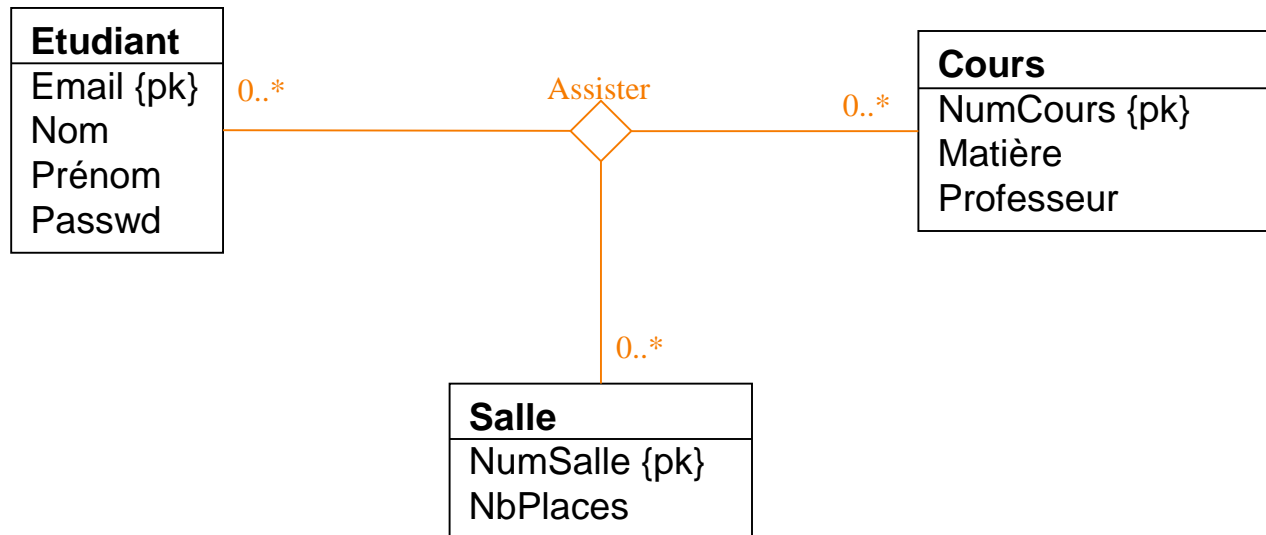 Etudiant
Email {pk}
Nom
Prénom
Passwd
0..*
Assister
0..*
Cours
NumCours {pk}
Matière
Professeur
0..*
Salle
NumSalle {pk}
NbPlaces